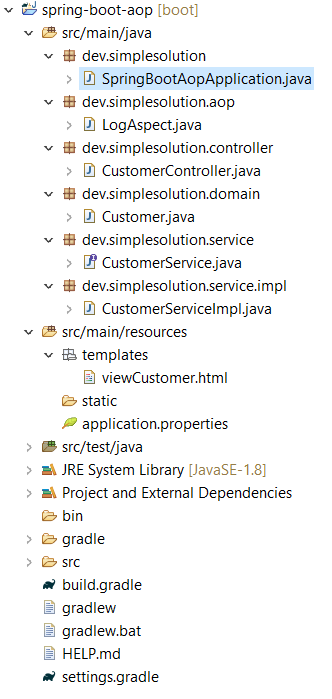 spring-boot-aop [boot]
src/main/java
dev.simplesolution
SpringBootAopApplication.java
dev.simplesolution.aop
LogAspect.java
dev.simplesolution.controller
CustomerController.java
dev.simplesolution.domain
Customer.java
dev.simplesolution.service
CustomerService.java
dev.simplesolution.service.impl
CustomerServiceImpl.java
src/main/resources
templates
viewCustomer.html
static
application.properties
src/test/java
JRE System Library [JavaSE-1.8]
Project and External Dependencies
bin
gradle
src
build.gradle
gradlew
gradlew.bat
HELP.md
settings.gradle